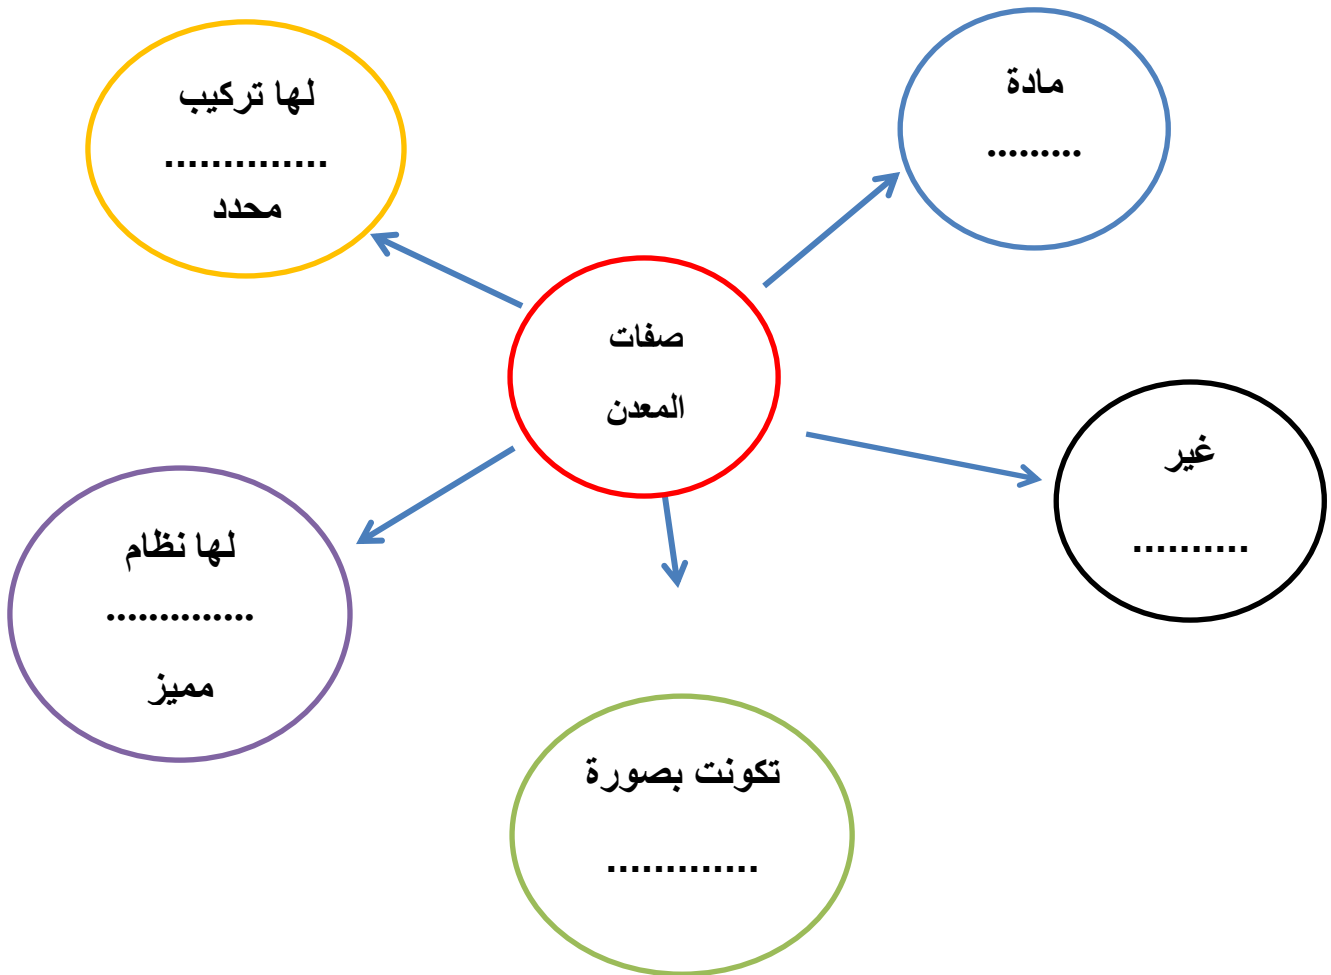 مادة
.........
لها تركيب
..............
محدد
صفات
المعدن
غير
..........
لها نظام
..............
مميز
تكونت بصورة
.............